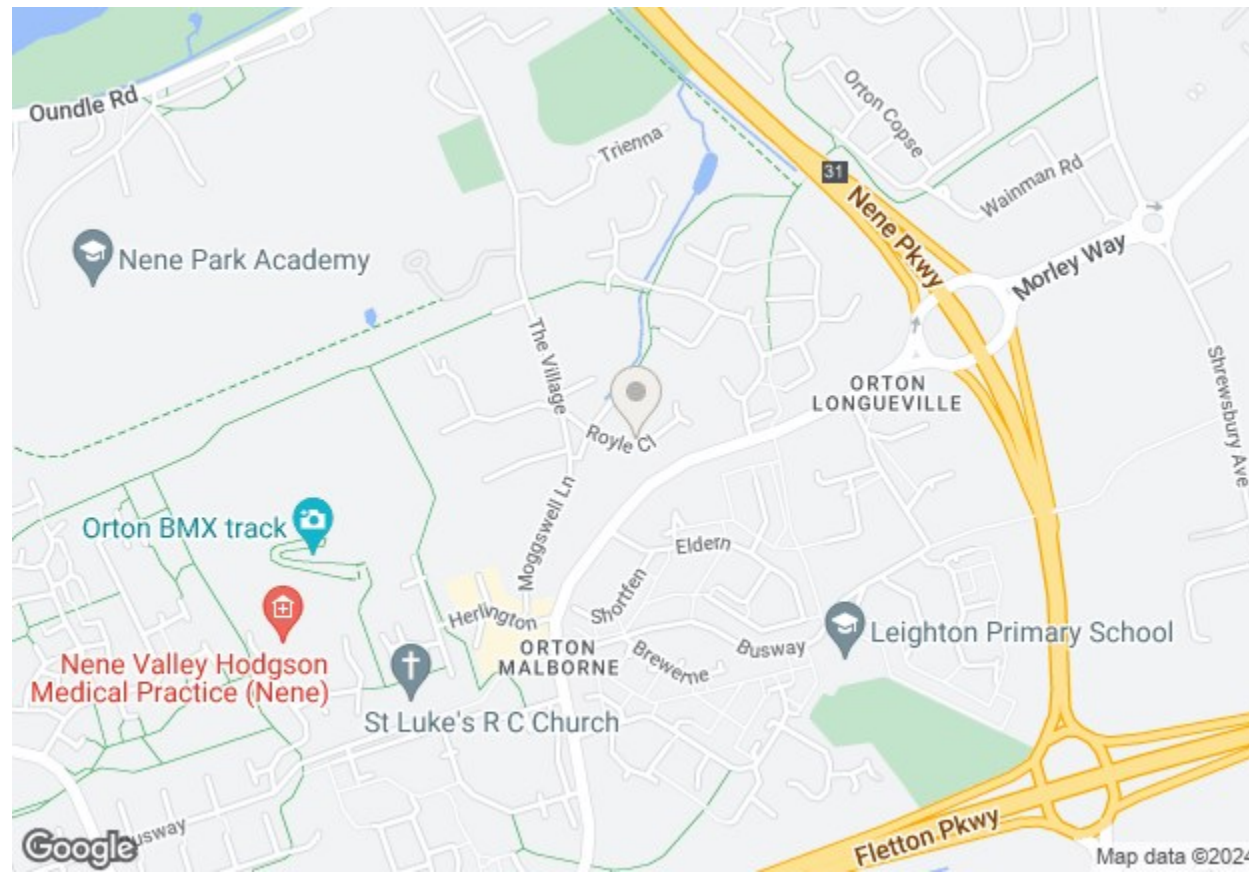 Oundle Rd
Trienna
Orton Copse
31
Nene Pkwy
Wainman Rd
Morley Way
Nene Park Academy
The Village
Shrewsbury Ave
ORTON
LONGUEVILLE
Royle Cl
Moggswell Ln
Orton BMX track
Eldern
Shortfen
Herlington
ORTON
MALBORNE
Brewerne
Busway
Leighton Primary School
Nene Valley Hodgson
Medical Practice (Nene)
St Luke's R C Church
Busway
Google
Fletton Pkwy
Map data ©2024